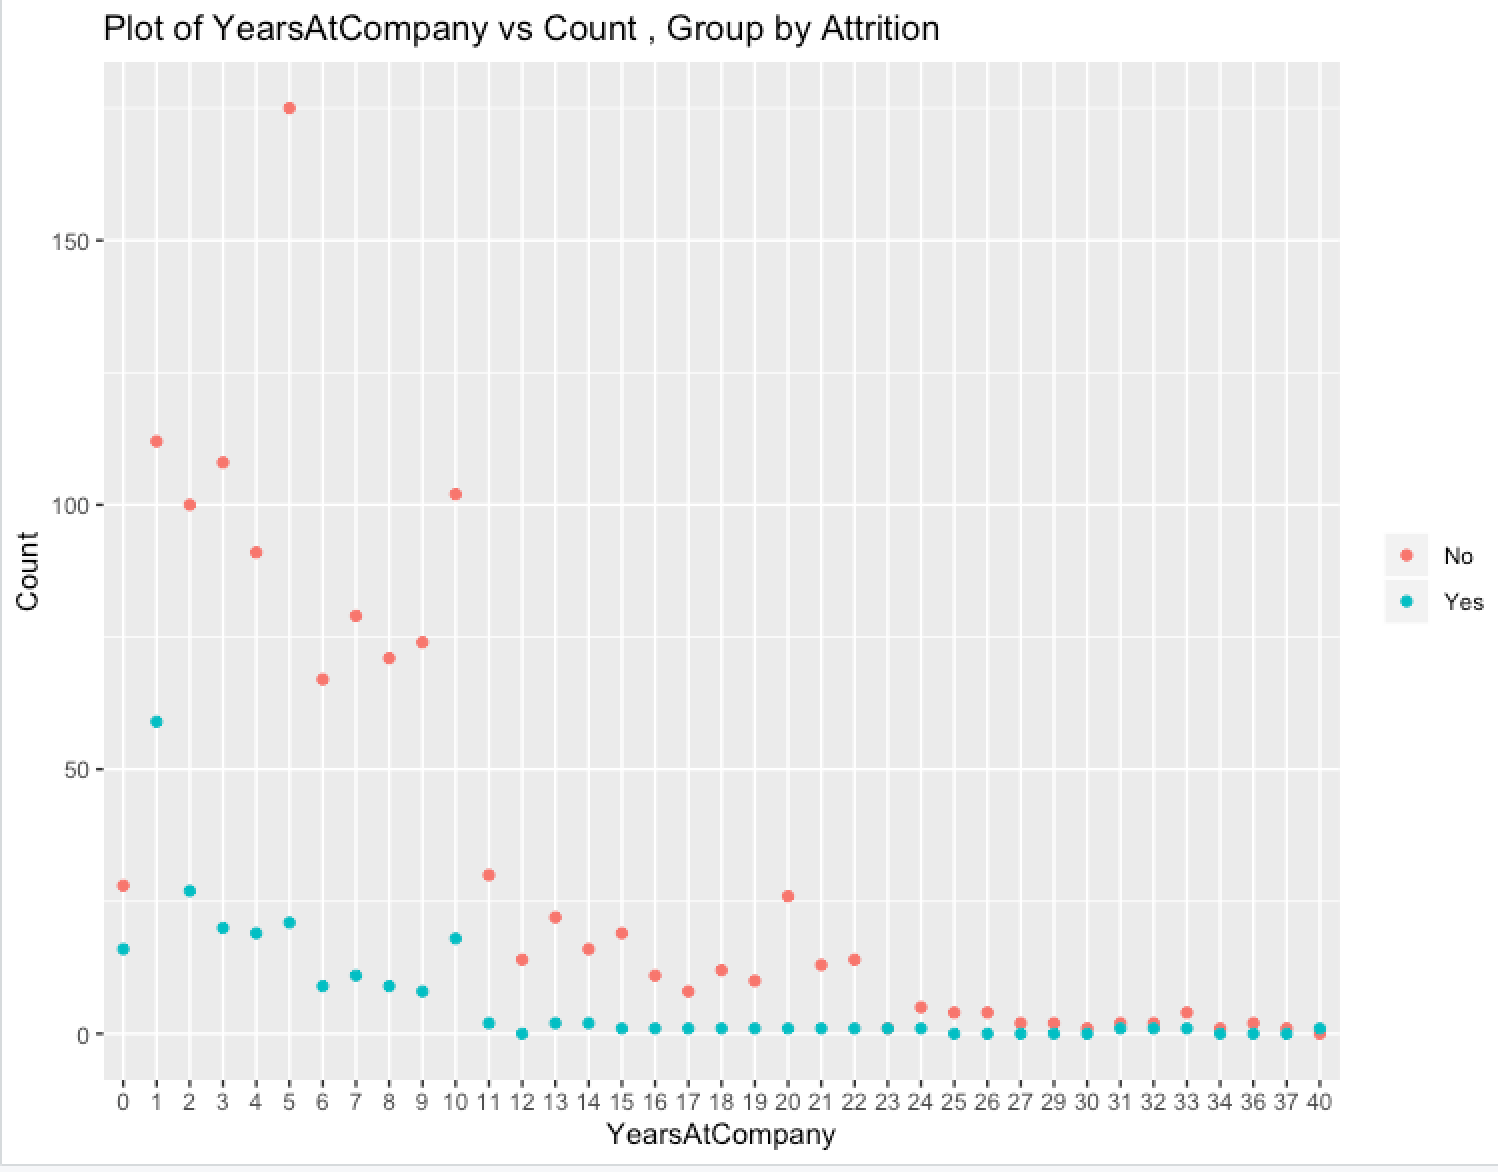 Plot of YearsAtCompany vs Count , Group by Attrition
150
100
50
0
Count
No
Yes
0 1 2 3 4 5 6 7 8 9 10 11 12 13 14 15 16 17 18 19 20 21 22 23 24 25 26 27 29 30 31 32 33 34 36 37 40
YearsAtCompany